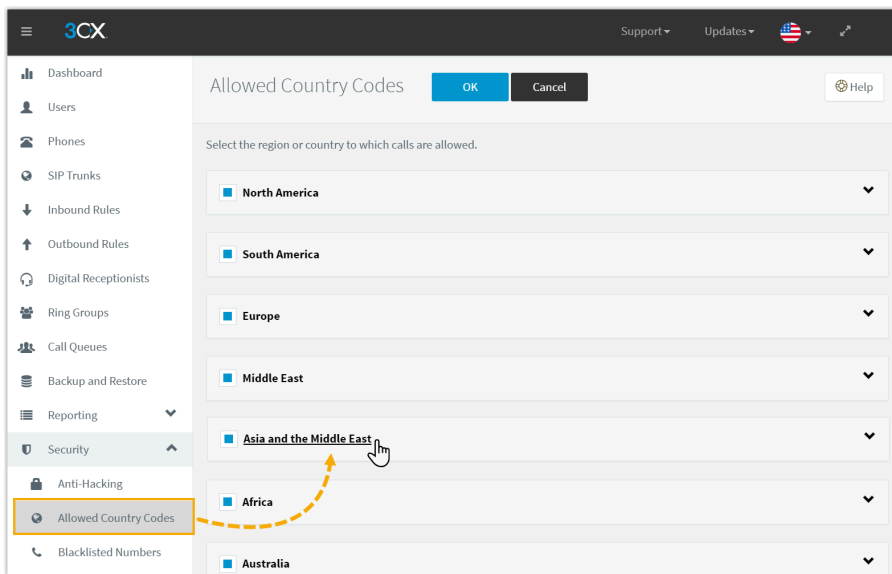 3CX
Support
Updates
Dashboard
Users
Phones
SIP Trunks
Inbound Rules
Outbound Rules
Digital Receptionists
Ring Groups
Call Queues
Backup and Restore
Reporting
Security
Anti-Hacking
Allowed Country Codes
Blacklisted Numbers
Allowed Country Codes
OK
Cancel
Help
Select the region or country to which calls are allowed.
North America
South America
Europe
Middle East
Asia and the Middle East
Africa
Australia